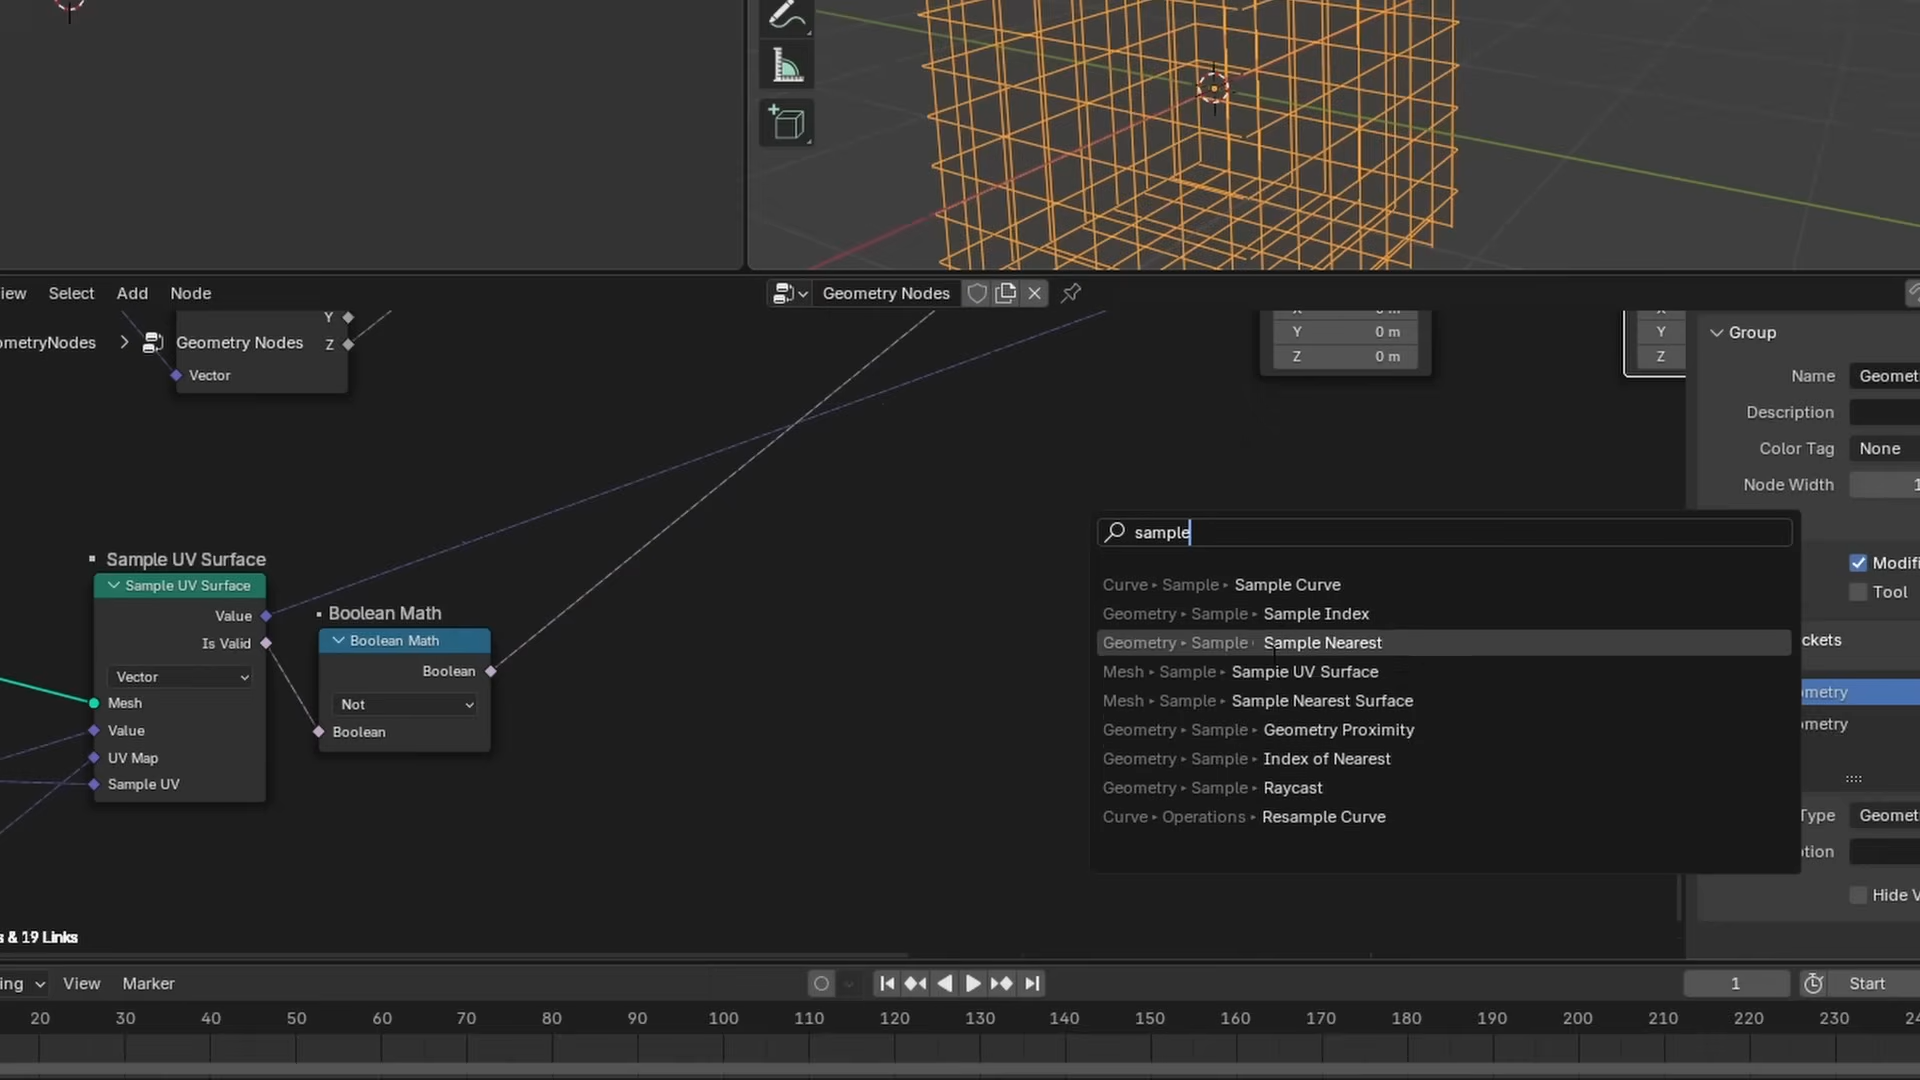 iew Select Add Node
Geometry Nodes
Y
Z
Vector
ometryNodes
Geometry Nodes
Y 0 m
Z 0 m
Y
Z
Group
Name Geomet
Description
Color Tag None
Node Width 1
Modifi
Tool
ckets
ometry
ometry
Type Geomet
tion
Hide V
Sample UV Surface
Sample UV Surface
Value
Is Valid
Vector
Mesh
Value
UV Map
Sample UV
Boolean Math
Boolean Math
Boolean
Not
Boolean
sample
Curve ▸ Sample ▸ Sample Curve
Geometry ▸ Sample ▸ Sample Index
Geometry ▸ Sample ▸ Sample Nearest
Mesh ▸ Sample ▸ Sample UV Surface
Mesh ▸ Sample ▸ Sample Nearest Surface
Geometry ▸ Sample ▸ Geometry Proximity
Geometry ▸ Sample ▸ Index of Nearest
Geometry ▸ Sample ▸ Raycast
Curve ▸ Operations ▸ Resample Curve
s & 19 Links
ing View Marker
1 Start
20 30 40 50 60 70 80 90 100 110 120 130 140 150 160 170 180 190 200 210 220 230 24